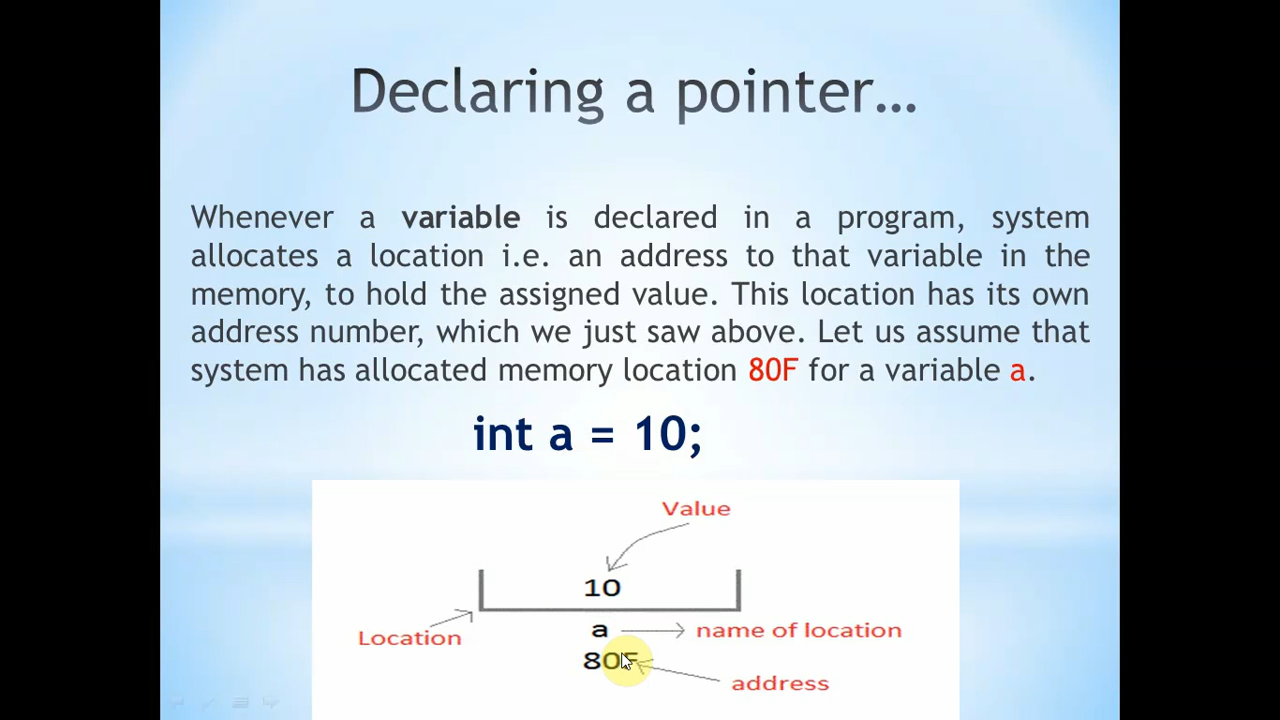 Declaring a pointer…
Whenever a variable is declared in a program, system
allocates a location i.e. an address to that variable in the
memory, to hold the assigned value. This location has its own
address number, which we just saw above. Let us assume that
system has allocated memory location 80F for a variable a.
int a = 10;
Value
10
a
name of location
Location
80F
address